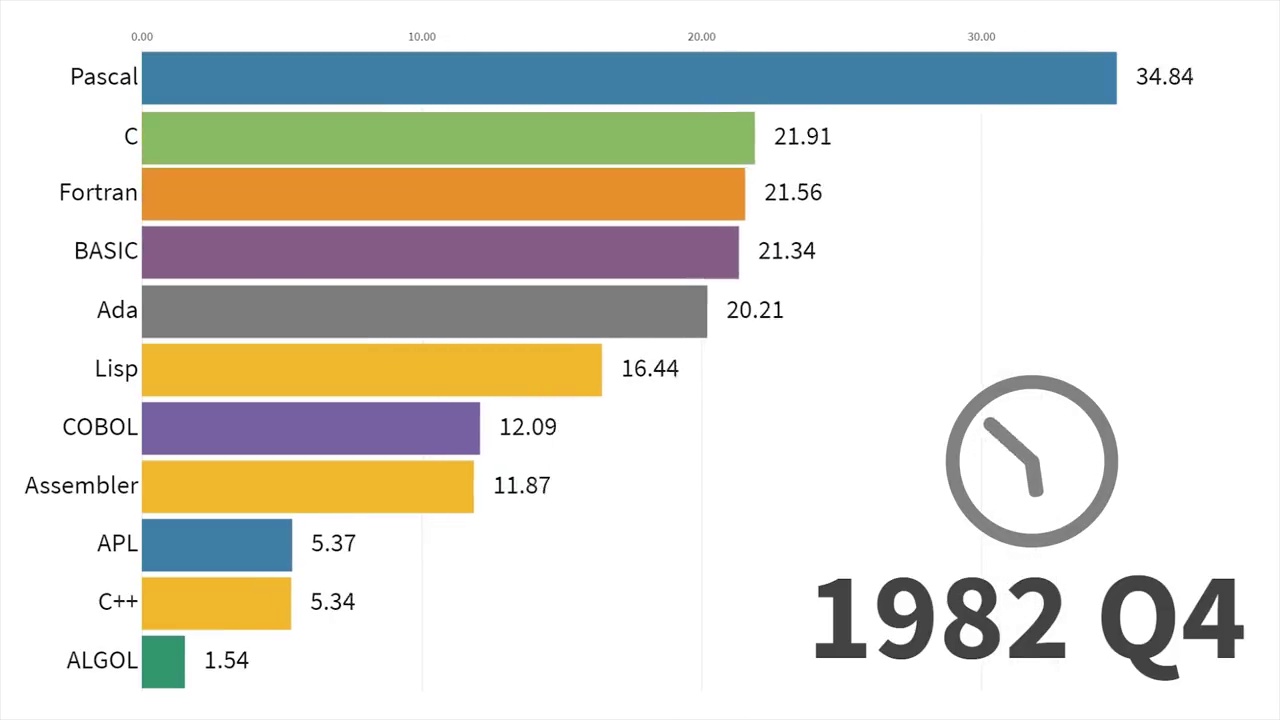 0.00 10.00 20.00 30.00
Pascal 34.84
C 21.91
Fortran 21.56
BASIC 21.34
Ada 20.21
Lisp 16.44
COBOL 12.09
Assembler 11.87
APL 5.37
C++ 5.34
ALGOL 1.54
1982 Q4